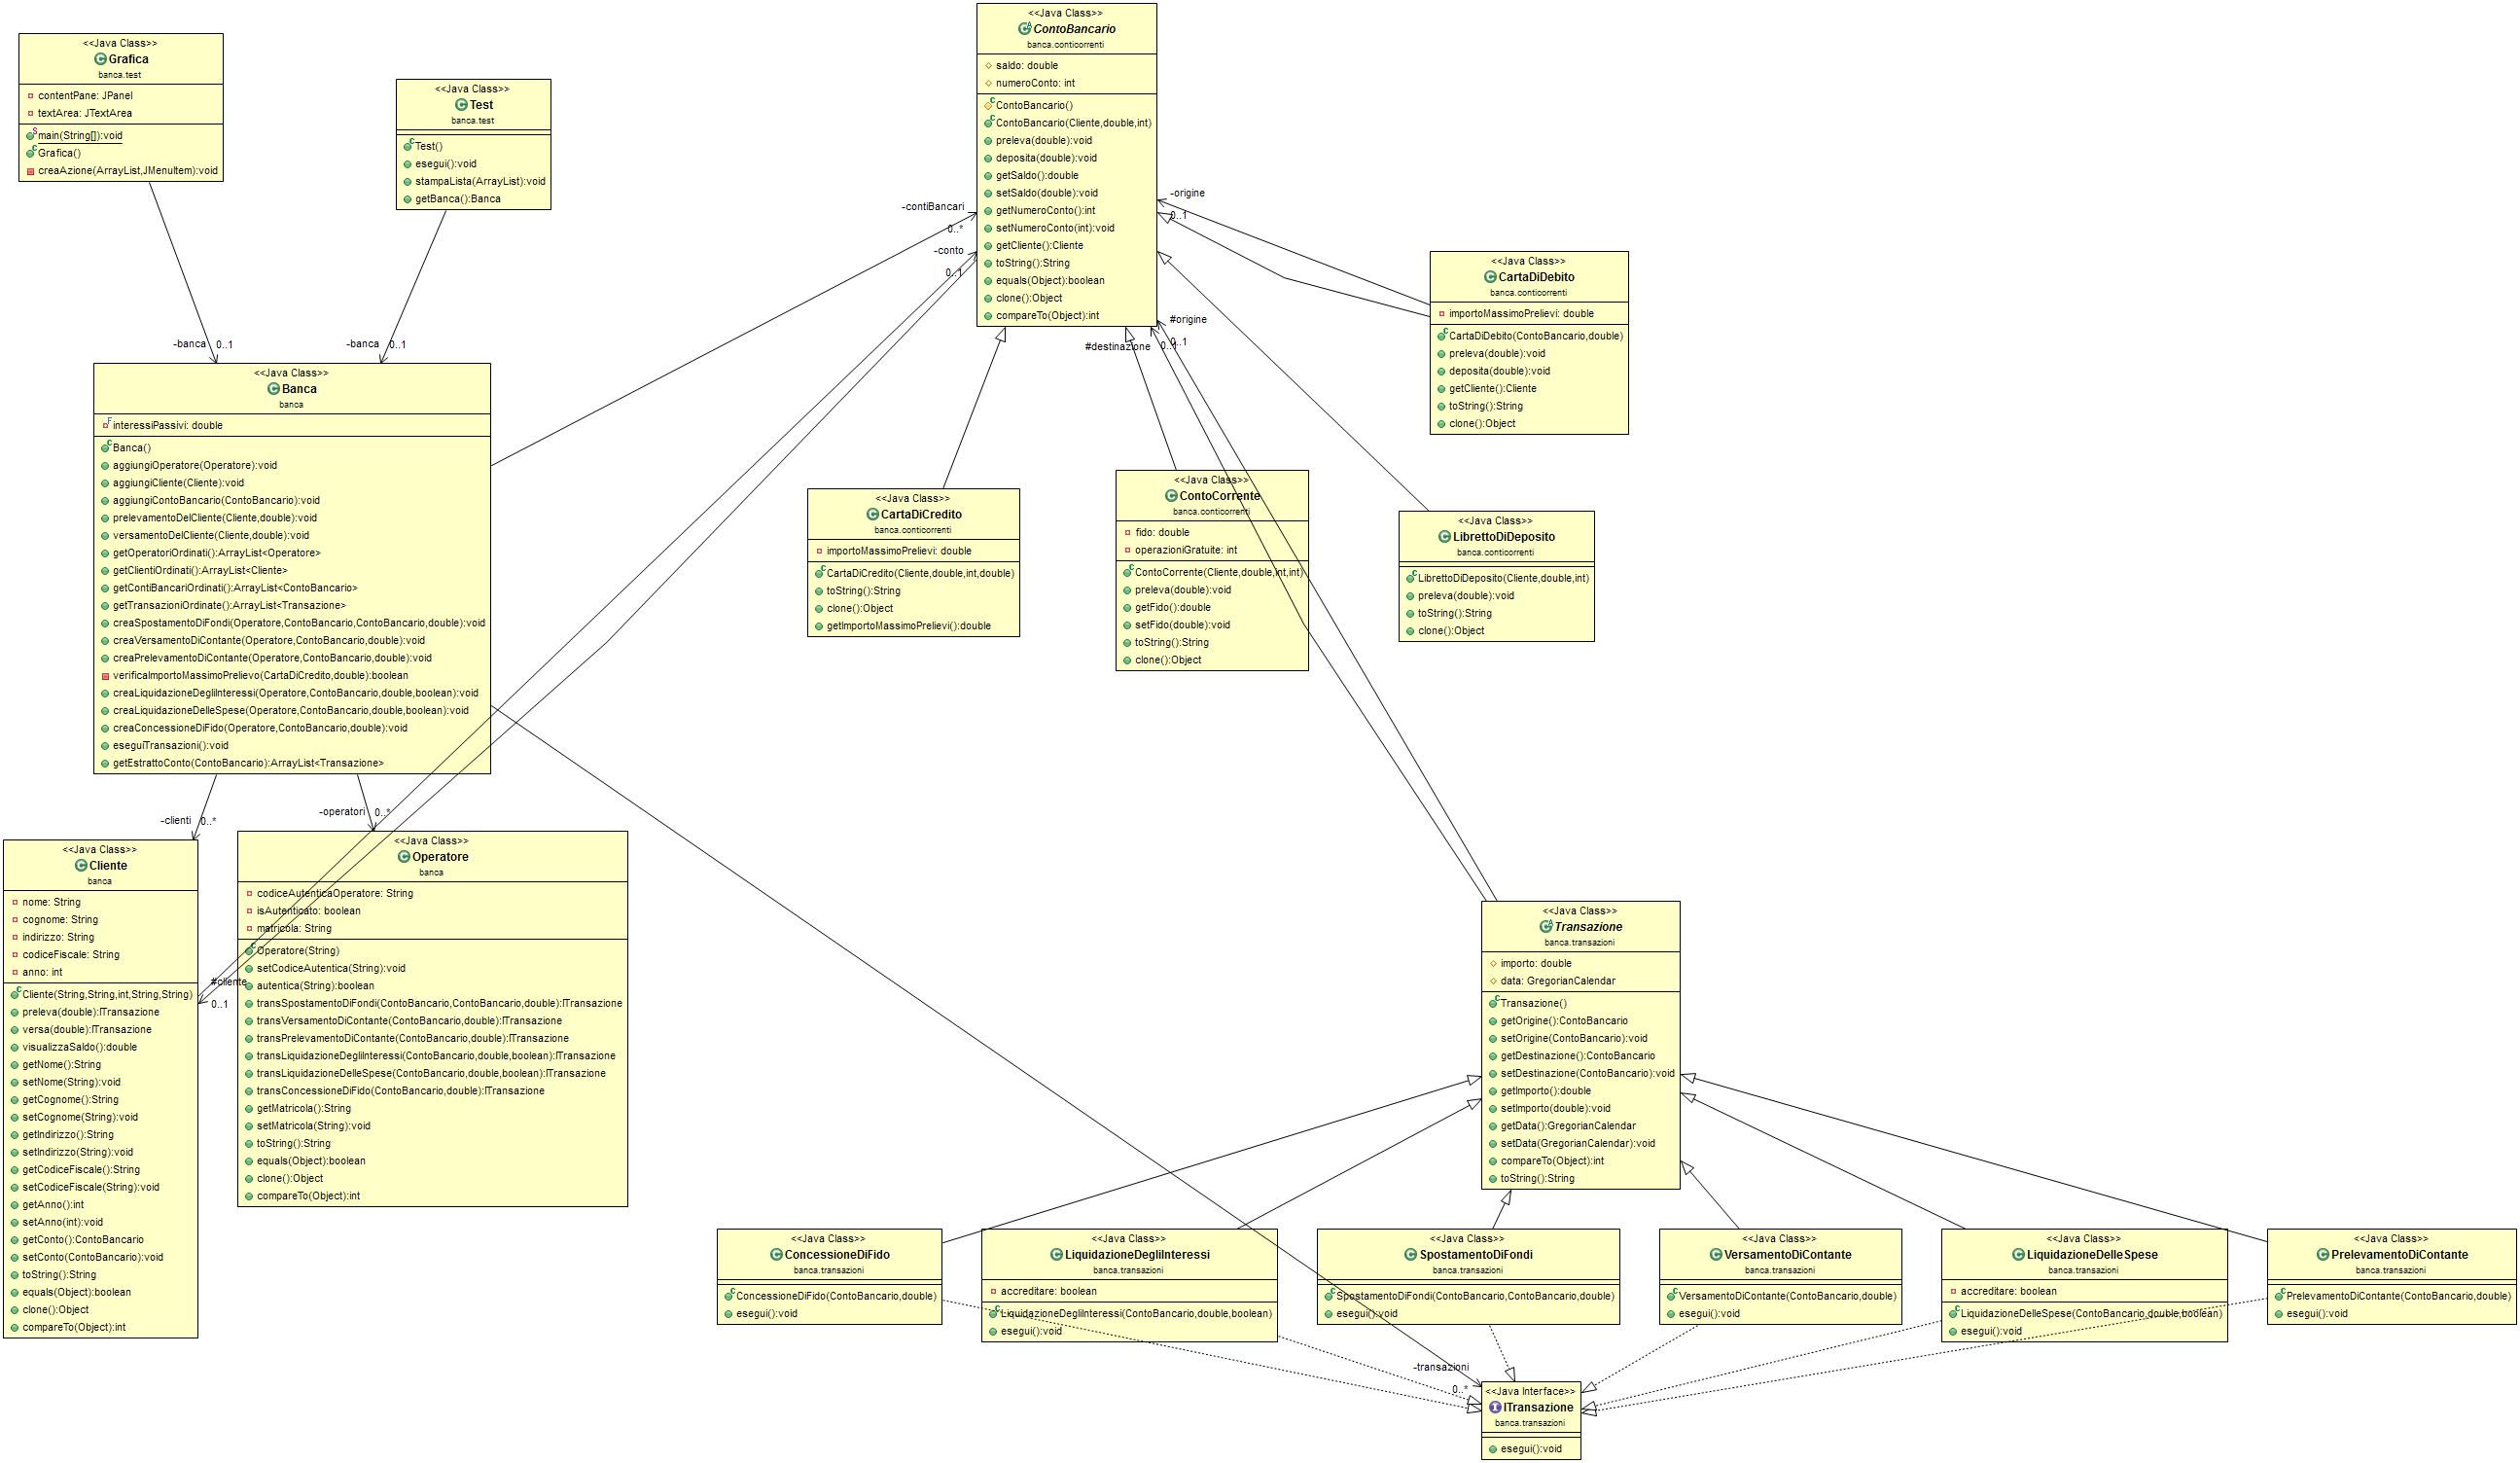 <<Java Class>>
Grafica
banca.test
contentPane: JPanel
textArea: JTextArea
main(String[]):void
Grafica()
creaAzione(ArrayList,JMenuItem):void
<<Java Class>>
Test
banca.test
Test()
esegui():void
stampaLista(ArrayList):void
getBanca():Banca
<<Java Class>>
ContoBancario
banca.conticorrenti
saldo: double
numeroConto: int
ContoBancario()
ContoBancario(Cliente,double,int)
preleva(double):void
deposita(double):void
getSaldo():double
setSaldo(double):void
getNumeroConto():int
setNumeroConto(int):void
getCliente():Cliente
toString():String
equals(Object):boolean
clone():Object
compareTo(Object):int
-contiBancari
0..*
-conto
0..1
-origine
0..1
#origine
0..1
#destinazione
0..1
-banca
0..1
-banca
0..1
<<Java Class>>
CartaDiDebito
banca.conticorrenti
importoMassimoPrelievi: double
CartaDiDebito(ContoBancario,double)
preleva(double):void
deposita(double):void
getCliente():Cliente
toString():String
clone():Object
<<Java Class>>
Banca
banca
interessiPassivi: double
Banca()
aggiungiOperatore(Operatore):void
aggiungiCliente(Cliente):void
aggiungiContoBancario(ContoBancario):void
prelevamentoDelCliente(Cliente,double):void
versamentoDelCliente(Cliente,double):void
getOperatoriOrdinati():ArrayList<Operatore>
getClientiOrdinati():ArrayList<Cliente>
getContiBancariOrdinati():ArrayList<ContoBancario>
getTransazioniOrdinate():ArrayList<Transazione>
creaSpostamentoDiFondi(Operatore,ContoBancario,ContoBancario,double):void
creaVersamentoDiContante(Operatore,ContoBancario,double):void
creaPrelevamentoDiContante(Operatore,ContoBancario,double):void
verificaImportoMassimoPrelievo(CartaDiCredito,double):boolean
creaLiquidazioneDegliInteressi(Operatore,ContoBancario,double,boolean):void
creaLiquidazioneDelleSpese(Operatore,ContoBancario,double,boolean):void
creaConcessioneDiFido(Operatore,ContoBancario,double):void
eseguiTransazioni():void
getEstrattoConto(ContoBancario):ArrayList<Transazione>
<<Java Class>>
CartaDiCredito
banca.conticorrenti
importoMassimoPrelievi: double
CartaDiCredito(Cliente,double,int,double)
toString():String
clone():Object
getImportoMassimoPrelievi():double
<<Java Class>>
ContoCorrente
banca.conticorrenti
fido: double
operazioniGratuite: int
ContoCorrente(Cliente,double,int,int)
preleva(double):void
getFido():double
setFido(double):void
toString():String
clone():Object
<<Java Class>>
LibrettoDiDeposito
banca.conticorrenti
LibrettoDiDeposito(Cliente,double,int)
preleva(double):void
toString():String
clone():Object
-clienti
0..*
-operatori
0..*
<<Java Class>>
Cliente
banca
nome: String
cognome: String
indirizzo: String
codiceFiscale: String
anno: int
Cliente(String,String,int,String,String)
preleva(double):ITransazione
versa(double):ITransazione
visualizzaSaldo():double
getNome():String
setNome(String):void
getCognome():String
setCognome(String):void
getIndirizzo():String
setIndirizzo(String):void
getCodiceFiscale():String
setCodiceFiscale(String):void
getAnno():int
setAnno(int):void
getConto():ContoBancario
setConto(ContoBancario):void
toString():String
equals(Object):boolean
clone():Object
compareTo(Object):int
#cliente
0..1
<<Java Class>>
Operatore
banca
codiceAutenticaOperatore: String
isAutenticato: boolean
matricola: String
Operatore(String)
setCodiceAutentica(String):void
autentica(String):boolean
transSpostamentoDiFondi(ContoBancario,ContoBancario,double):ITransazione
transVersamentoDiContante(ContoBancario,double):ITransazione
transPrelevamentoDiContante(ContoBancario,double):ITransazione
transLiquidazioneDegliInteressi(ContoBancario,double,boolean):ITransazione
transLiquidazioneDelleSpese(ContoBancario,double,boolean):ITransazione
transConcessioneDiFido(ContoBancario,double):ITransazione
getMatricola():String
setMatricola(String):void
toString():String
equals(Object):boolean
clone():Object
compareTo(Object):int
<<Java Class>>
Transazione
banca.transazioni
importo: double
data: GregorianCalendar
Transazione()
getOrigine():ContoBancario
setOrigine(ContoBancario):void
getDestinazione():ContoBancario
setDestinazione(ContoBancario):void
getImporto():double
setImporto(double):void
getData():GregorianCalendar
setData(GregorianCalendar):void
compareTo(Object):int
toString():String
<<Java Class>>
ConcessioneDiFido
banca.transazioni
ConcessioneDiFido(ContoBancario,double)
esegui():void
<<Java Class>>
LiquidazioneDegliInteressi
banca.transazioni
accreditare: boolean
LiquidazioneDegliInteressi(ContoBancario,double,boolean)
esegui():void
<<Java Class>>
SpostamentoDiFondi
banca.transazioni
SpostamentoDiFondi(ContoBancario,ContoBancario,double)
esegui():void
<<Java Class>>
VersamentoDiContante
banca.transazioni
VersamentoDiContante(ContoBancario,double)
esegui():void
<<Java Class>>
LiquidazioneDelleSpese
banca.transazioni
accreditare: boolean
LiquidazioneDelleSpese(ContoBancario,double,boolean)
esegui():void
<<Java Class>>
PrelevamentoDiContante
banca.transazioni
PrelevamentoDiContante(ContoBancario,double)
esegui():void
-transazioni
0..*
<<Java Interface>>
ITransazione
banca.transazioni
esegui():void